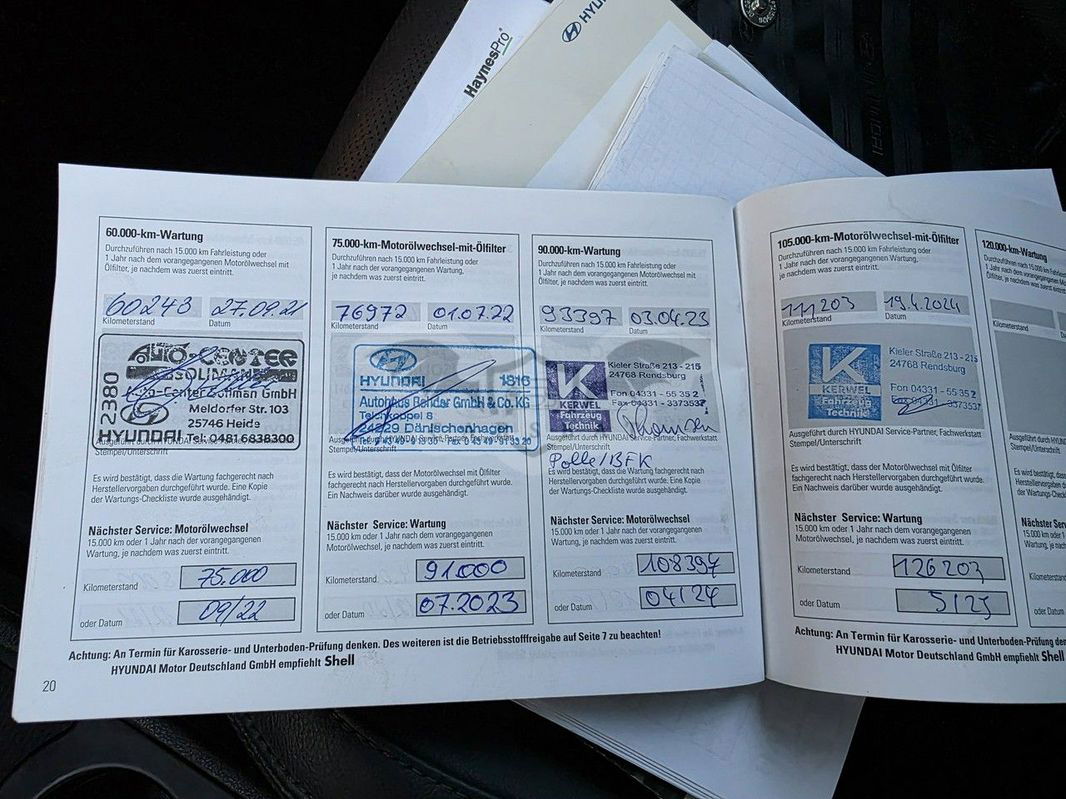 HaynesPro
HYU
60.000-km-Wartung
Durchzuführen nach 15.000 km Fahrleistung oder
1 Jahr nach dem vorangegangenen Motorwechsel mit
Ölfilter, je nachdem was zuerst eintritt.
60243 27.09.21
Kilometerstand Datum
AUTO-CENTER
SOLIMAN
Auto-Center Soliman GmbH
Meldorfer Str. 103
25746 Heide
Tel: 0481 6838300
22380
HYUNDAI
Stempel/Unterschrift
Es wird bestätigt, dass die Wartung fachgerecht nach
Herstellervorgaben durchgeführt wurde. Eine Kopie
der Wartungs-Checkliste wurde ausgehändigt.
Nächster Service: Motorölwechsel
15.000 km oder 1 Jahr nach der vorangegangenen
Wartung, je nachdem was zuerst eintritt.
Kilometerstand 75.000
oder Datum 09/22
75.000-km-Motorölwechsel-mit-Ölfilter
Durchzuführen nach 15.000 km Fahrleistung oder
1 Jahr nach der vorangegangenen Wartung,
je nachdem was zuerst eintritt.
76972 01.07.22
Kilometerstand Datum
HYUNDAI 1816
Autohaus Bender GmbH & Co. KG
24229 Dänischenhagen
Stempel/Unterschrift
Es wird bestätigt, dass der Motorölwechsel mit Ölfilter
fachgerecht nach Herstellervorgaben durchgeführt wurde.
Ein Nachweis darüber wurde ausgehändigt.
Nächster Service: Wartung
15.000 km oder 1 Jahr nach dem vorangegangenen
Motorölwechsel, je nachdem was zuerst eintritt.
Kilometerstand 91.000
oder Datum 07.2023
90.000-km-Wartung
Durchzuführen nach 15.000 km Fahrleistung oder
1 Jahr nach dem vorangegangenen Motorölwechsel mit
Ölfilter, je nachdem was zuerst eintritt.
93397 03.04.23
Kilometerstand Datum
K
KERWEL
Fahrzeug
Technik
Kieler Straße 213 - 215
24768 Rendsburg
Fon 04331 - 55 35 2
Fax 04331 - 3373537
Ausgeführt durch HYUNDAI Service-Partner, Fachwerkstatt
Stempel/Unterschrift
Polle/BFK
Es wird bestätigt, dass die Wartung fachgerecht nach
Herstellervorgaben durchgeführt wurde. Eine Kopie
der Wartungs-Checkliste wurde ausgehändigt.
Nächster Service: Motorölwechsel
15.000 km oder 1 Jahr nach der vorangegangenen
Wartung, je nachdem was zuerst eintritt.
Kilometerstand 108397
oder Datum 04/24
Achtung: An Termin für Karosserie- und Unterboden-Prüfung denken. Des weiteren ist die Betriebsstofffreigabe auf Seite 7 zu beachten!
HYUNDAI Motor Deutschland GmbH empfiehlt Shell
20
105.000-km-Motorölwechsel-mit-Ölfilter
Durchzuführen nach 15.000 km Fahrleistung oder
1 Jahr nach der vorangegangenen Wartung,
je nachdem was zuerst eintritt.
111203 19.4.2024
Kilometerstand Datum
K
KERWEL
Fahrzeug
Technik
Kieler Straße 213 - 215
24768 Rendsburg
Fon 04331 - 55 35 2
Fax 04331 - 3373537
Ausgeführt durch HYUNDAI Service-Partner, Fachwerkstatt
Stempel/Unterschrift
Es wird bestätigt, dass der Motorölwechsel mit Ölfilter
fachgerecht nach Herstellervorgaben durchgeführt wurde.
Ein Nachweis darüber wurde ausgehändigt.
Nächster Service: Wartung
15.000 km oder 1 Jahr nach dem vorangegangenen
Motorölwechsel, je nachdem was zuerst eintritt.
Kilometerstand 126203
oder Datum 5/25
Achtung: An Termin für Karosserie- und Unterboden-Prüfung de
HYUNDAI Motor Deutschland GmbH empfiehlt Shell
120.000-km-Wartung
Kilometerstand